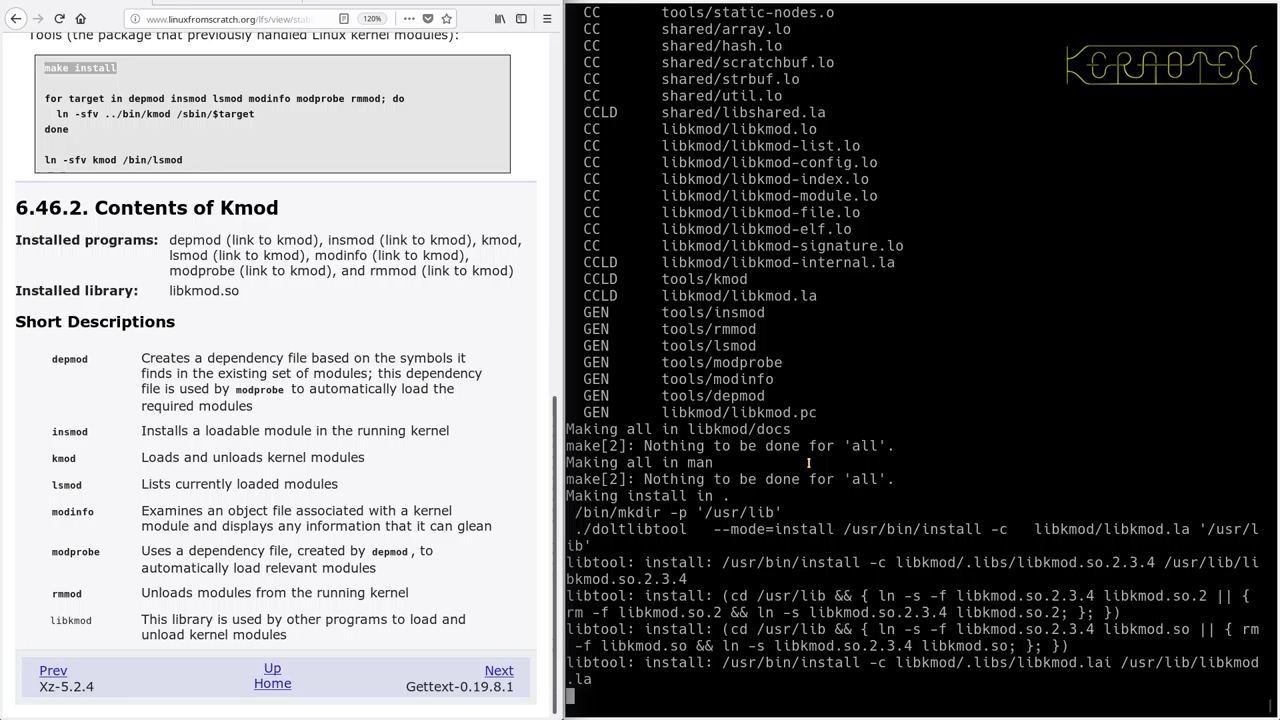 www.linuxfromscratch.org/lfs/view/stab
120%
Tools (the package that previously handled Linux kernel modules):
make install
for target in depmod insmod lsmod modinfo modprobe rmmod; do
  ln -sfv ../bin/kmod /sbin/$target
done
ln -sfv kmod /bin/lsmod
6.46.2. Contents of Kmod
Installed programs: depmod (link to kmod), insmod (link to kmod), kmod,
lsmod (link to kmod), modinfo (link to kmod),
modprobe (link to kmod), and rmmod (link to kmod)
Installed library: libkmod.so
Short Descriptions
depmod Creates a dependency file based on the symbols it
finds in the existing set of modules; this dependency
file is used by modprobe to automatically load the
required modules
insmod Installs a loadable module in the running kernel
kmod Loads and unloads kernel modules
lsmod Lists currently loaded modules
modinfo Examines an object file associated with a kernel
module and displays any information that it can glean
modprobe Uses a dependency file, created by depmod, to
automatically load relevant modules
rmmod Unloads modules from the running kernel
libkmod This library is used by other programs to load and
unload kernel modules
Prev Up Next
Xz-5.2.4 Home Gettext-0.19.8.1
CC tools/static-nodes.o
CC shared/array.lo
CC shared/hash.lo
CC shared/scratchbuf.lo
CC shared/strbuf.lo
CC shared/util.lo
CCLD shared/libshared.la
CC libkmod/libkmod.lo
CC libkmod/libkmod-list.lo
CC libkmod/libkmod-config.lo
CC libkmod/libkmod-index.lo
CC libkmod/libkmod-module.lo
CC libkmod/libkmod-file.lo
CC libkmod/libkmod-elf.lo
CC libkmod/libkmod-signature.lo
CCLD libkmod/libkmod-internal.la
CCLD tools/kmod
CCLD libkmod/libkmod.la
GEN tools/insmod
GEN tools/rmmod
GEN tools/lsmod
GEN tools/modprobe
GEN tools/modinfo
GEN tools/depmod
GEN libkmod/libkmod.pc
Making all in libkmod/docs
make[2]: Nothing to be done for 'all'.
Making all in man
make[2]: Nothing to be done for 'all'.
Making install in .
 /bin/mkdir -p '/usr/lib'
 ./doltlibtool   --mode=install /usr/bin/install -c   libkmod/libkmod.la '/usr/l
ib'
libtool: install: /usr/bin/install -c libkmod/.libs/libkmod.so.2.3.4 /usr/lib/li
bkmod.so.2.3.4
libtool: install: (cd /usr/lib && { ln -s -f libkmod.so.2.3.4 libkmod.so.2 || {
rm -f libkmod.so.2 && ln -s libkmod.so.2.3.4 libkmod.so.2; }; })
libtool: install: (cd /usr/lib && { ln -s -f libkmod.so.2.3.4 libkmod.so || { rm
 -f libkmod.so && ln -s libkmod.so.2.3.4 libkmod.so; }; })
libtool: install: /usr/bin/install -c libkmod/.libs/libkmod.lai /usr/lib/libkmod
.la